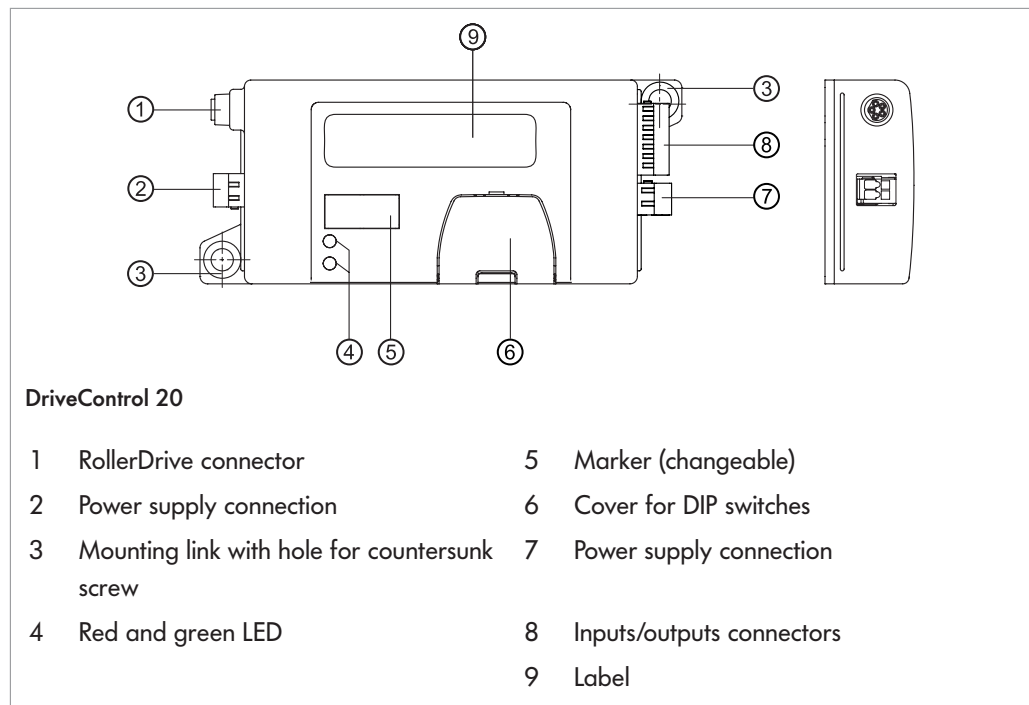 9
1
3
8
2
7
3
4
5
6
DriveControl 20
1 RollerDrive connector
2 Power supply connection
3 Mounting link with hole for countersunk
screw
4 Red and green LED
5 Marker (changeable)
6 Cover for DIP switches
7 Power supply connection
8 Inputs/outputs connectors
9 Label